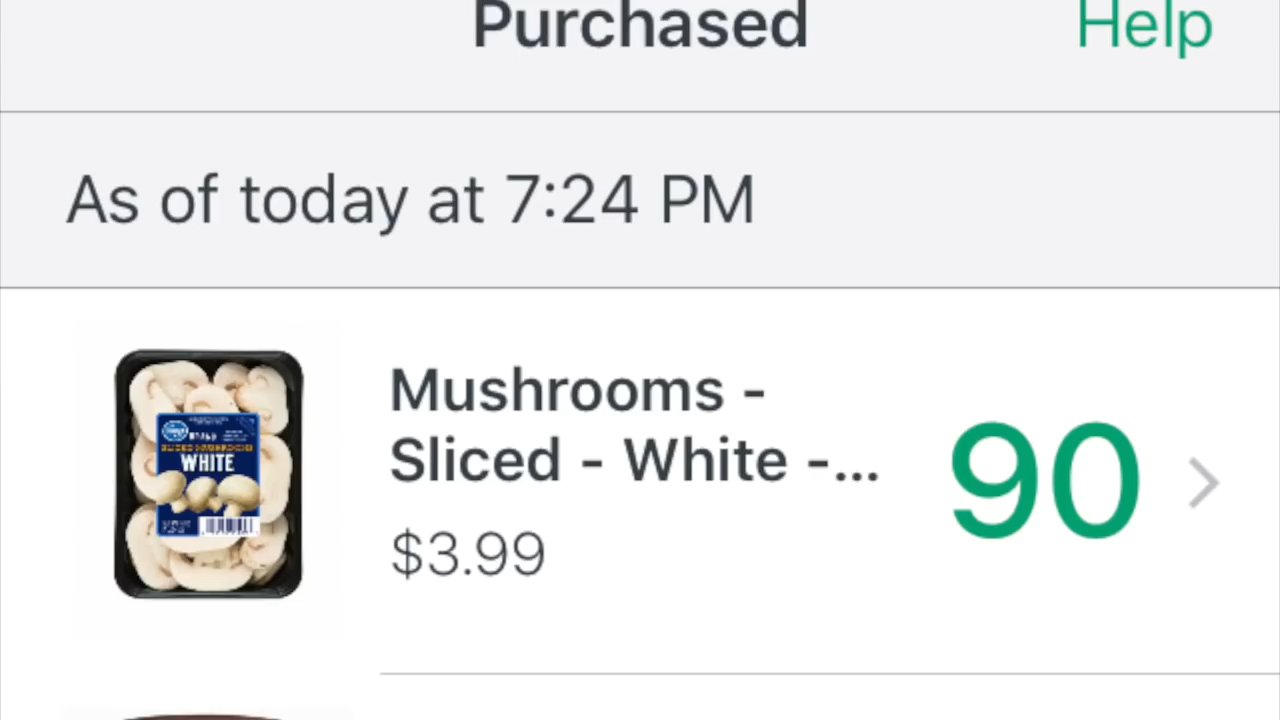 Purchased
Help
As of today at 7:24 PM
Mushrooms -
Sliced - White -...
$3.99
90
WHITE